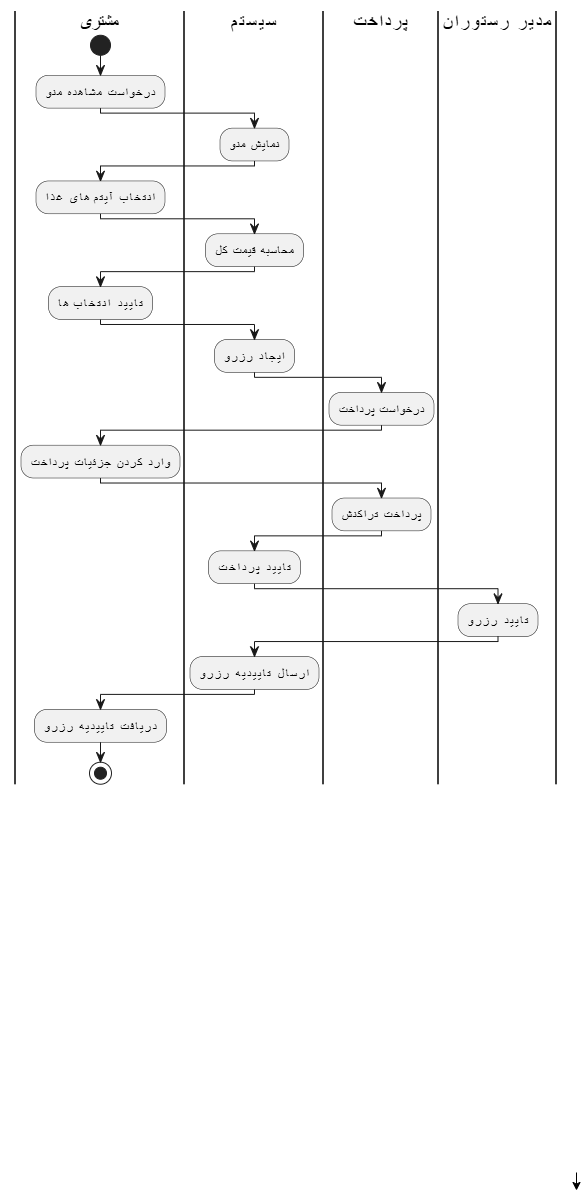 مشتری
سیستم
پرداخت
مدیر رستوران
درخواست مشاهده منو
نمایش منو
انتخاب آیتم های غذا
محاسبه قیمت کل
تایید انتخاب ها
ایجاد رزرو
درخواست پرداخت
وارد کردن جزئیات پرداخت
پرداخت تراکنش
تایید پرداخت
تایید رزرو
ارسال تاییدیه رزرو
دریافت تاییدیه رزرو